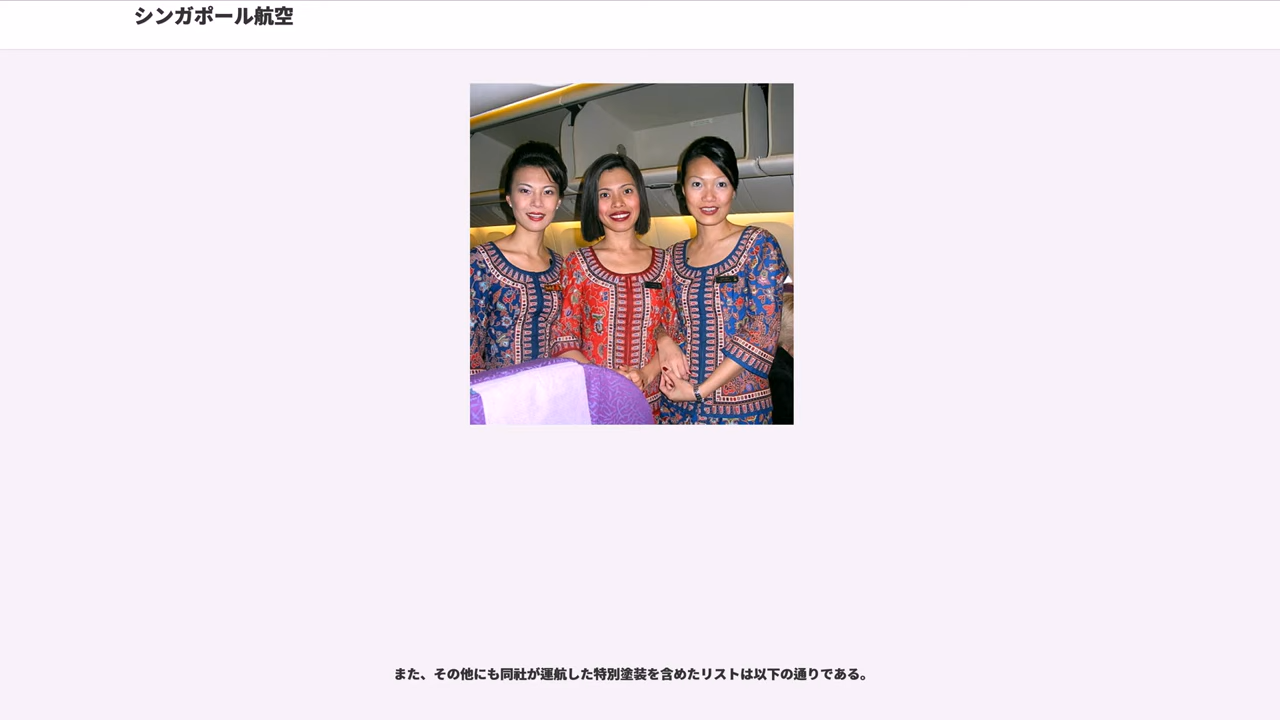 シンガポール航空
また、その他にも同社が運航した特別塗装を含めたリストは以下の通りである。